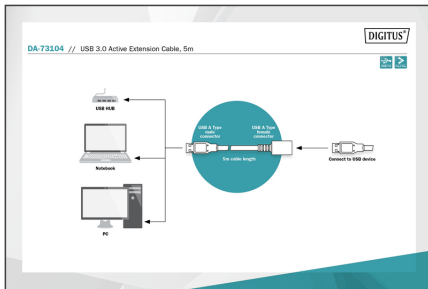 DIGITUS®
DA-73104 // USB 3.0 Active Extension Cable, 5m
USB HUB
USB A Type
male
connector
USB A Type
female
connector
5m cable length
Connect to USB device
Notebook
PC